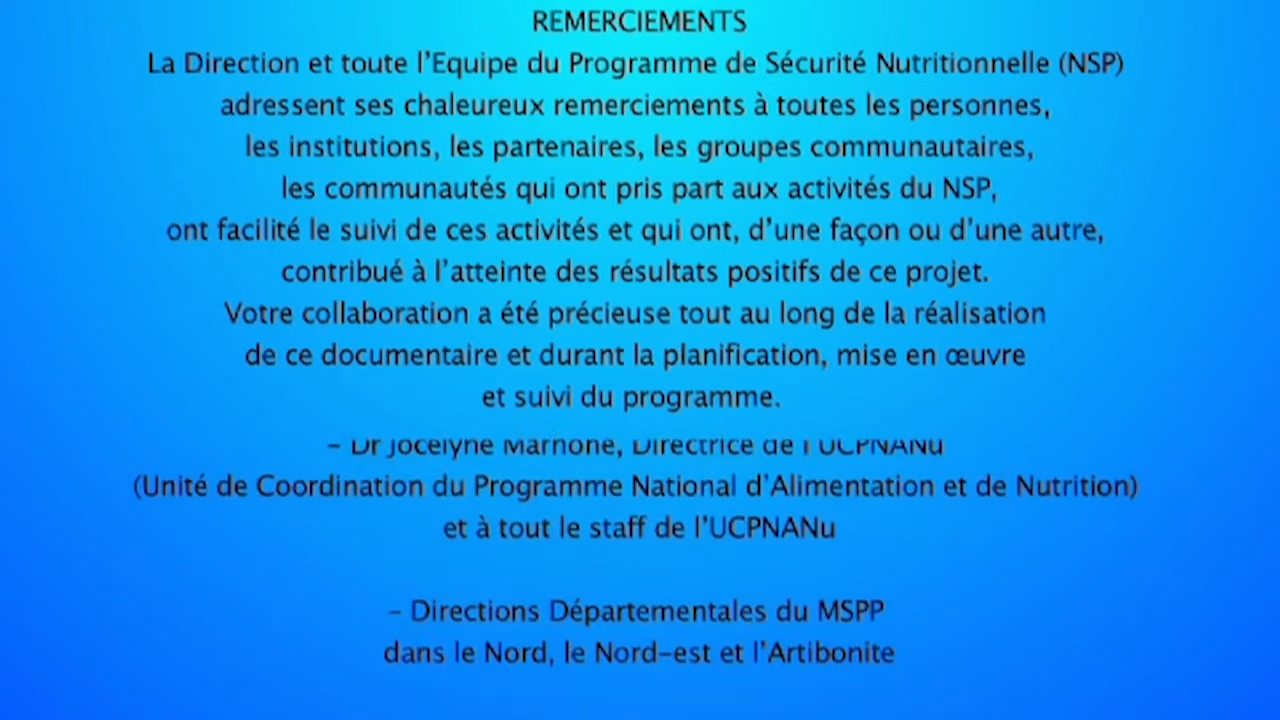 REMERCIEMENTS
La Direction et toute l'Equipe du Programme de Sécurité Nutritionnelle (NSP)
adressent ses chaleureux remerciements à toutes les personnes,
les institutions, les partenaires, les groupes communautaires,
les communautés qui ont pris part aux activités du NSP,
ont facilité le suivi de ces activités et qui ont, d'une façon ou d'une autre,
contribué à l'atteinte des résultats positifs de ce projet.
Votre collaboration a été précieuse tout au long de la réalisation
de ce documentaire et durant la planification, mise en œuvre
et suivi du programme.
– Dr Jocelyne Marhone, Directrice de l'UCPNANu
(Unité de Coordination du Programme National d'Alimentation et de Nutrition)
et à tout le staff de l'UCPNANu
– Directions Départementales du MSPP
dans le Nord, le Nord–est et l'Artibonite